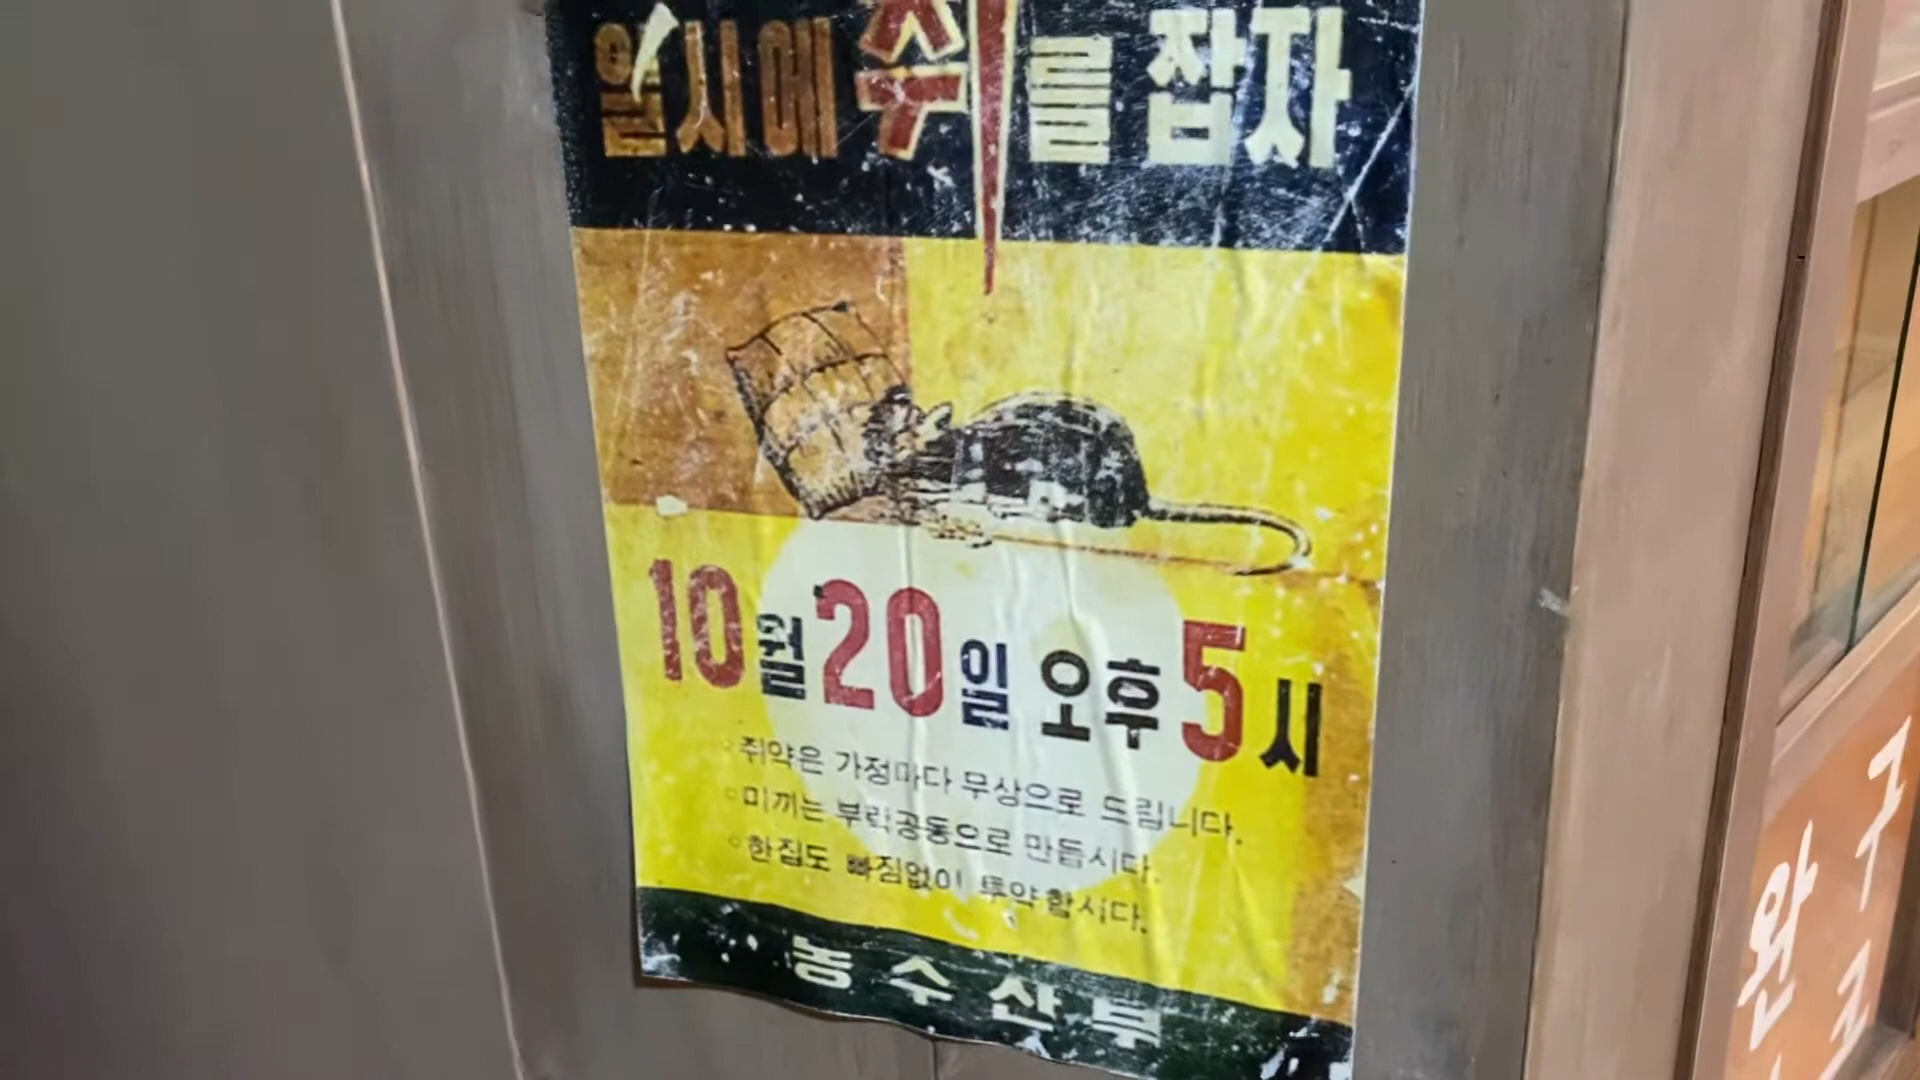 일시에 쥐를 잡자
10월 20일 오후 5시
쥐약은 가정마다 무상으로 드립니다.
미끼는 부락공동으로 만듭시다.
한집도 빠짐없이 투약합시다.
농수산부
구
완